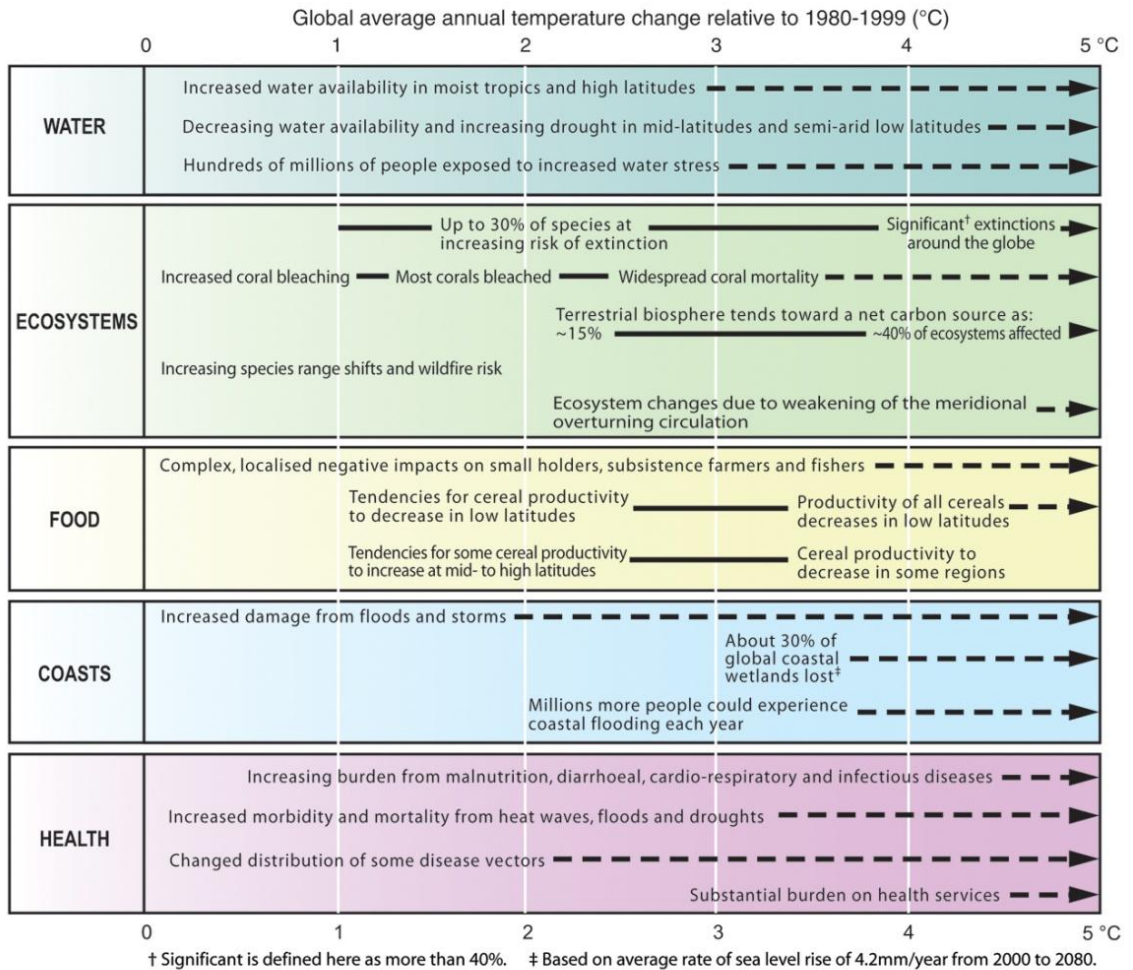 Global average annual temperature change relative to 1980-1999 (°C)
0 1 2 3 4 5 °C
WATER
Increased water availability in moist tropics and high latitudes
Decreasing water availability and increasing drought in mid-latitudes and semi-arid low latitudes
Hundreds of millions of people exposed to increased water stress
ECOSYSTEMS
Up to 30% of species at
increasing risk of extinction
Significant† extinctions
around the globe
Increased coral bleaching Most corals bleached Widespread coral mortality
Terrestrial biosphere tends toward a net carbon source as:
~15% ~40% of ecosystems affected
Increasing species range shifts and wildfire risk
Ecosystem changes due to weakening of the meridional
overturning circulation
FOOD
Complex, localised negative impacts on small holders, subsistence farmers and fishers
Tendencies for cereal productivity
to decrease in low latitudes
Productivity of all cereals
decreases in low latitudes
Tendencies for some cereal productivity
to increase at mid- to high latitudes
Cereal productivity to
decrease in some regions
COASTS
Increased damage from floods and storms
About 30% of
global coastal
wetlands lost‡
Millions more people could experience
coastal flooding each year
HEALTH
Increasing burden from malnutrition, diarrhoeal, cardio-respiratory and infectious diseases
Increased morbidity and mortality from heat waves, floods and droughts
Changed distribution of some disease vectors
Substantial burden on health services
0 1 2 3 4 5 °C
† Significant is defined here as more than 40%. ‡ Based on average rate of sea level rise of 4.2mm/year from 2000 to 2080.